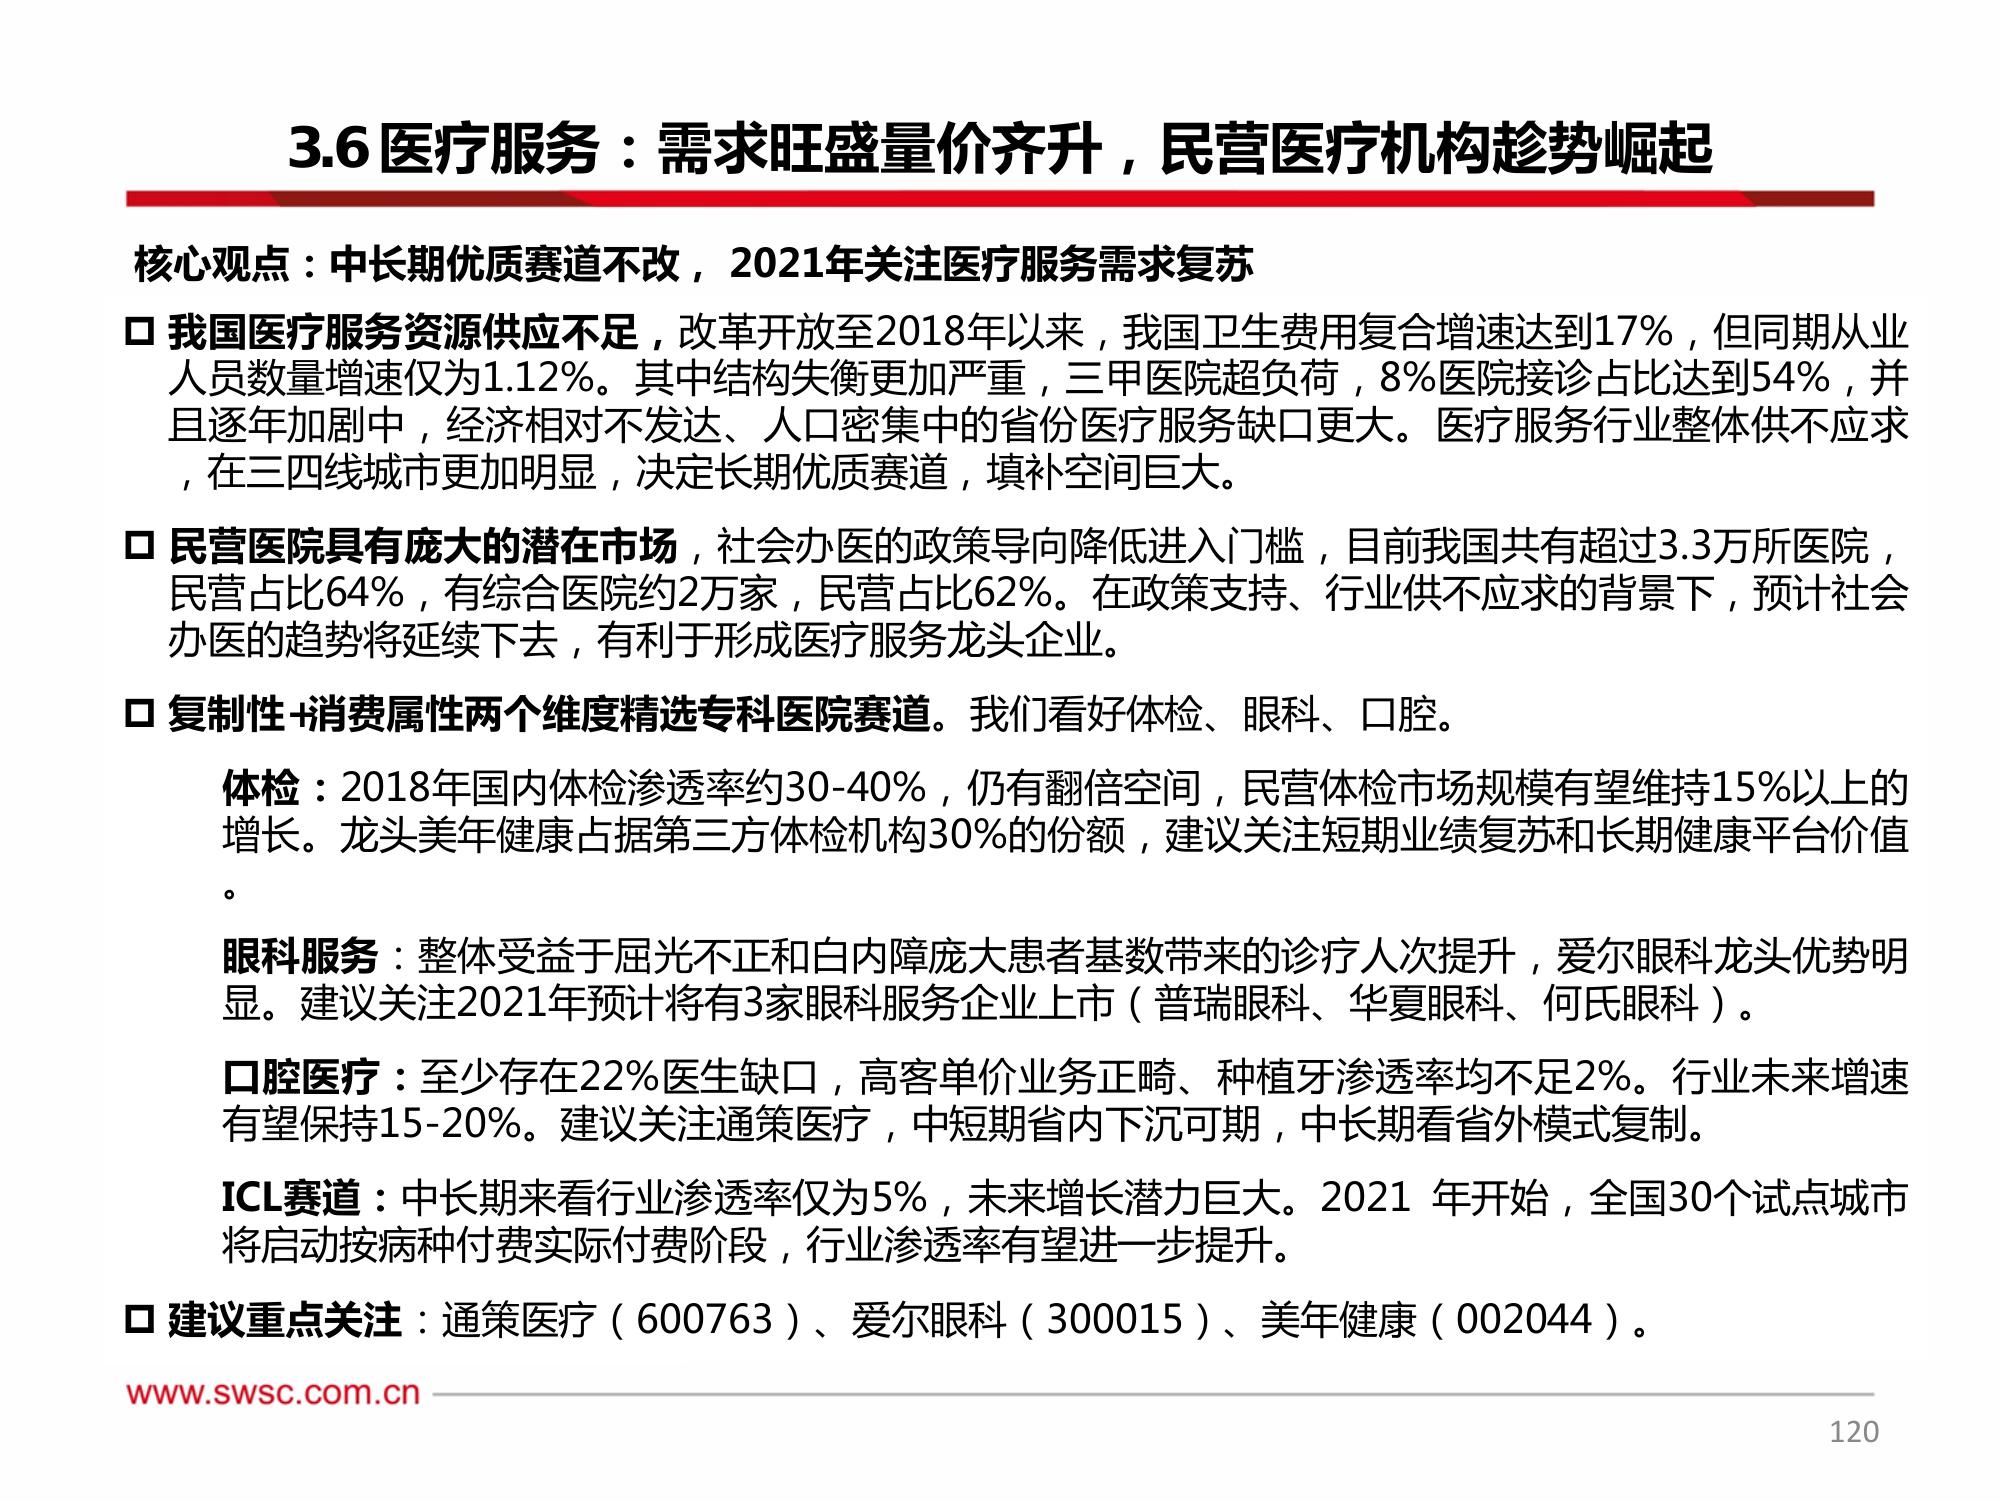 3.6 医疗服务：需求旺盛量价齐升，民营医疗机构趁势崛起
核心观点：中长期优质赛道不改， 2021年关注医疗服务需求复苏
我国医疗服务资源供应不足，改革开放至2018年以来，我国卫生费用复合增速达到17%，但同期从业
人员数量增速仅为1.12%。其中结构失衡更加严重，三甲医院超负荷，8%医院接诊占比达到54%，并
且逐年加剧中，经济相对不发达、人口密集中的省份医疗服务缺口更大。医疗服务行业整体供不应求
，在三四线城市更加明显，决定长期优质赛道，填补空间巨大。
民营医院具有庞大的潜在市场，社会办医的政策导向降低进入门槛，目前我国共有超过3.3万所医院，
民营占比64%，有综合医院约2万家，民营占比62%。在政策支持、行业供不应求的背景下，预计社会
办医的趋势将延续下去，有利于形成医疗服务龙头企业。
复制性+消费属性两个维度精选专科医院赛道。我们看好体检、眼科、口腔。
体检：2018年国内体检渗透率约30-40%，仍有翻倍空间，民营体检市场规模有望维持15%以上的
增长。龙头美年健康占据第三方体检机构30%的份额，建议关注短期业绩复苏和长期健康平台价值
。
眼科服务：整体受益于屈光不正和白内障庞大患者基数带来的诊疗人次提升，爱尔眼科龙头优势明
显。建议关注2021年预计将有3家眼科服务企业上市（普瑞眼科、华夏眼科、何氏眼科）。
口腔医疗：至少存在22%医生缺口，高客单价业务正畸、种植牙渗透率均不足2%。行业未来增速
有望保持15-20%。建议关注通策医疗，中短期省内下沉可期，中长期看省外模式复制。
ICL赛道：中长期来看行业渗透率仅为5%，未来增长潜力巨大。2021 年开始，全国30个试点城市
将启动按病种付费实际付费阶段，行业渗透率有望进一步提升。
建议重点关注：通策医疗（600763）、爱尔眼科（300015）、美年健康（002044）。
www.swsc.com.cn
120